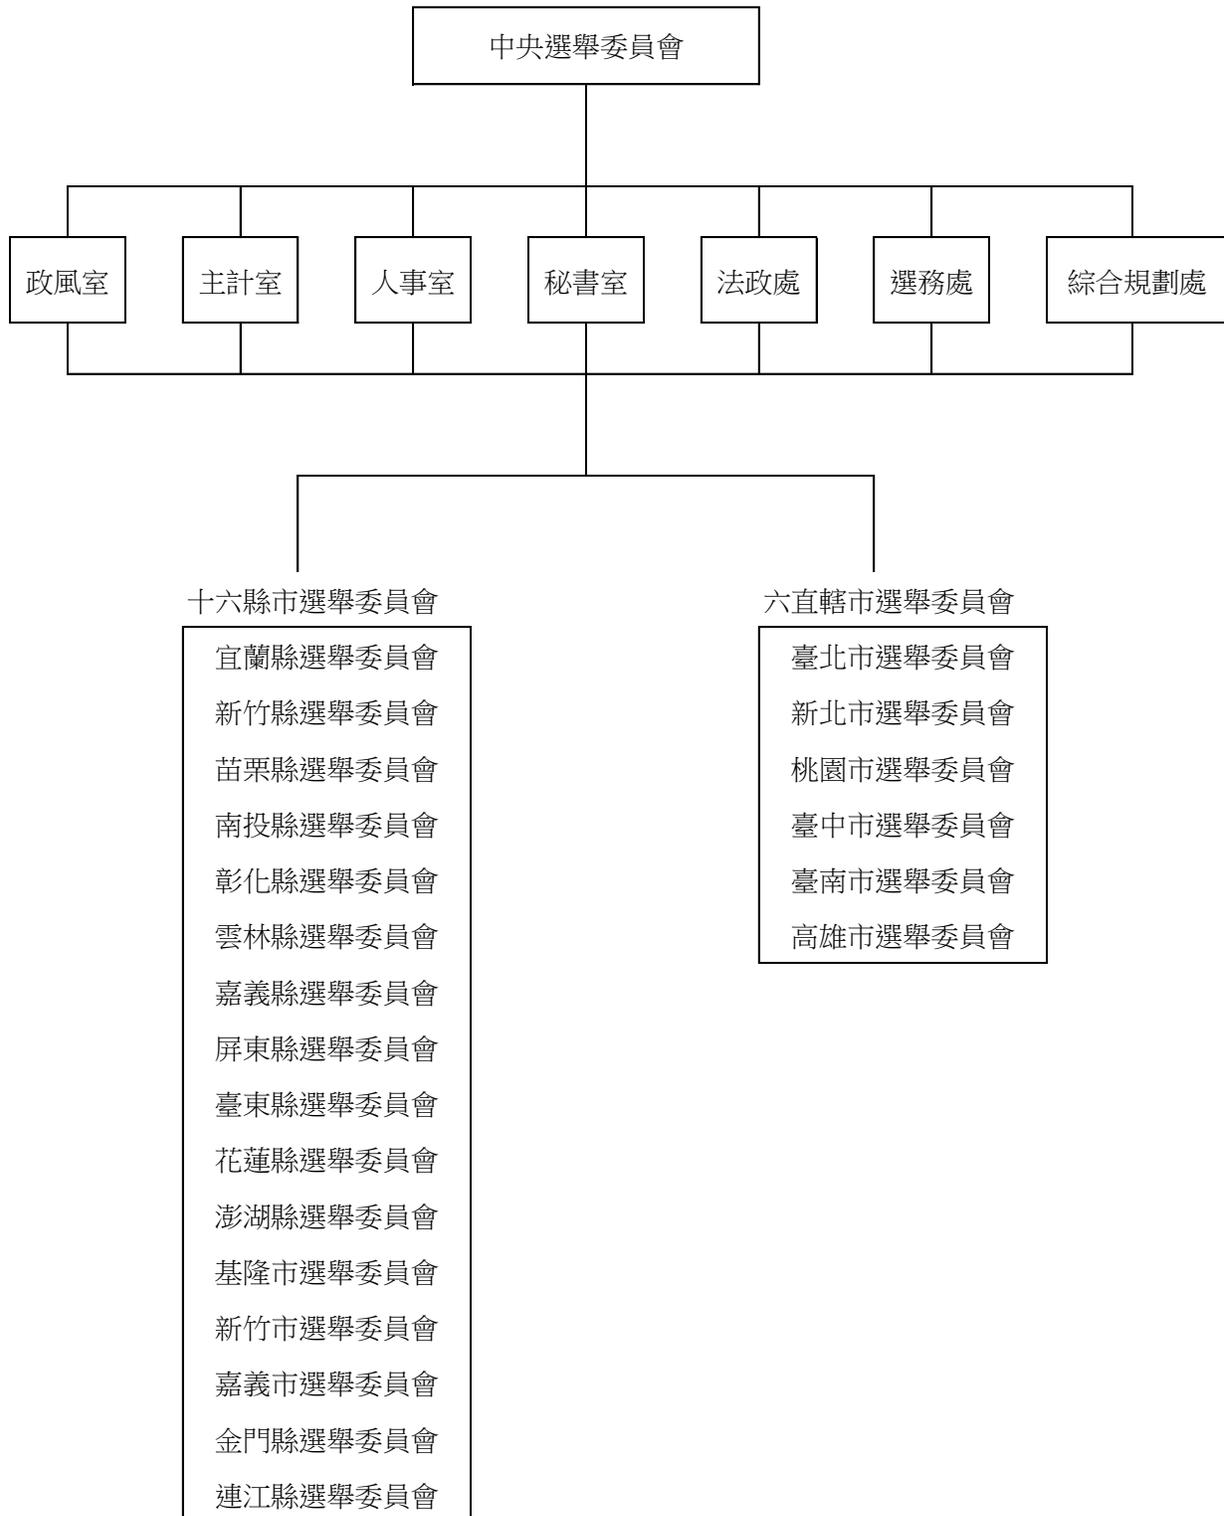 中央選舉委員會
政風室
主計室
人事室
秘書室
法政處
選務處
綜合規劃處
十六縣市選舉委員會
宜蘭縣選舉委員會
新竹縣選舉委員會
苗栗縣選舉委員會
南投縣選舉委員會
彰化縣選舉委員會
雲林縣選舉委員會
嘉義縣選舉委員會
屏東縣選舉委員會
臺東縣選舉委員會
花蓮縣選舉委員會
澎湖縣選舉委員會
基隆市選舉委員會
新竹市選舉委員會
嘉義市選舉委員會
金門縣選舉委員會
連江縣選舉委員會
六直轄市選舉委員會
臺北市選舉委員會
新北市選舉委員會
桃園市選舉委員會
臺中市選舉委員會
臺南市選舉委員會
高雄市選舉委員會